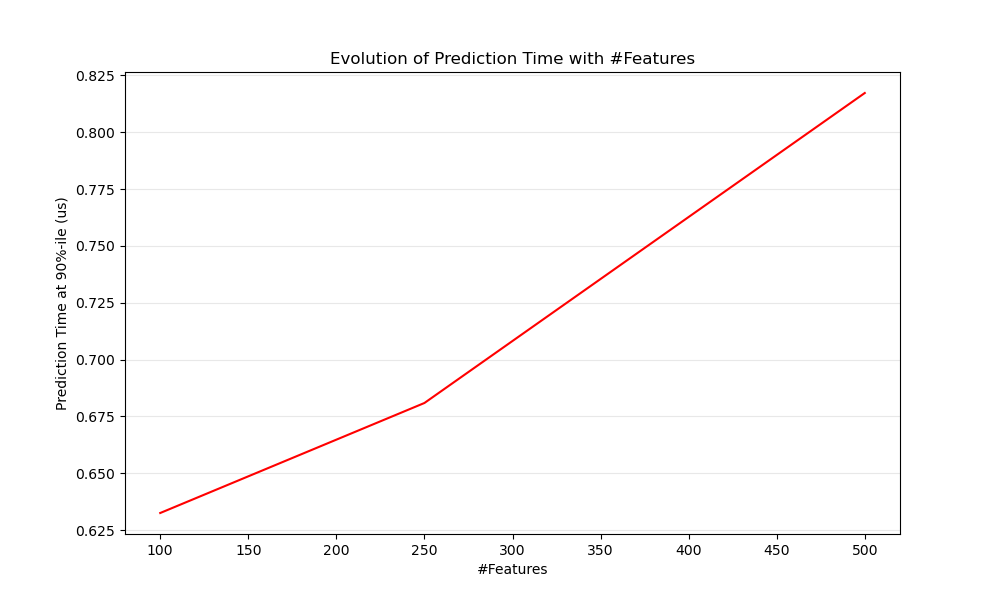 Evolution of Prediction Time with #Features
Prediction Time at 90%-ile (us)
0.825
0.800
0.775
0.750
0.725
0.700
0.675
0.650
0.625
100 150 200 250 300 350 400 450 500
#Features